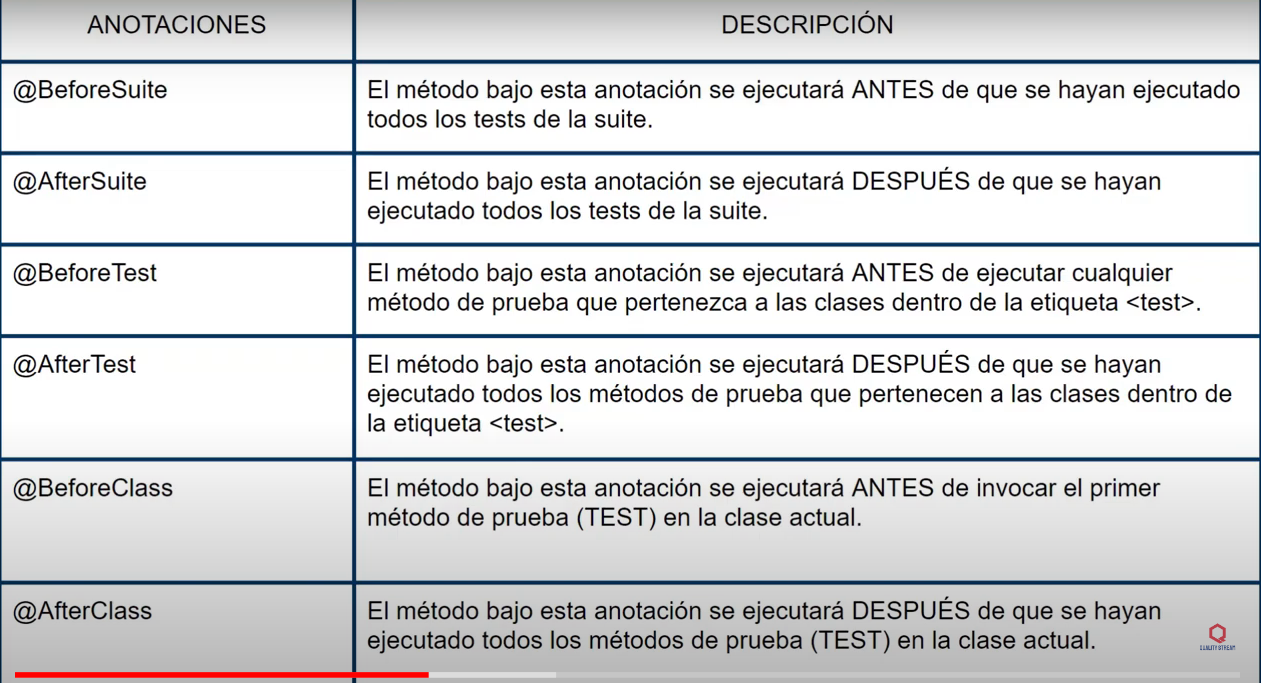 ANOTACIONES
DESCRIPCIÓN
@BeforeSuite
El método bajo esta anotación se ejecutará ANTES de que se hayan ejecutado
todos los tests de la suite.
@AfterSuite
El método bajo esta anotación se ejecutará DESPUÉS de que se hayan
ejecutado todos los tests de la suite.
@BeforeTest
El método bajo esta anotación se ejecutará ANTES de ejecutar cualquier
método de prueba que pertenezca a las clases dentro de la etiqueta <test>.
@AfterTest
El método bajo esta anotación se ejecutará DESPUÉS de que se hayan
ejecutado todos los métodos de prueba que pertenecen a las clases dentro de
la etiqueta <test>.
@BeforeClass
El método bajo esta anotación se ejecutará ANTES de invocar el primer
método de prueba (TEST) en la clase actual.
@AfterClass
El método bajo esta anotación se ejecutará DESPUÉS de que se hayan
ejecutado todos los métodos de prueba (TEST) en la clase actual.
QUALITY STREAM